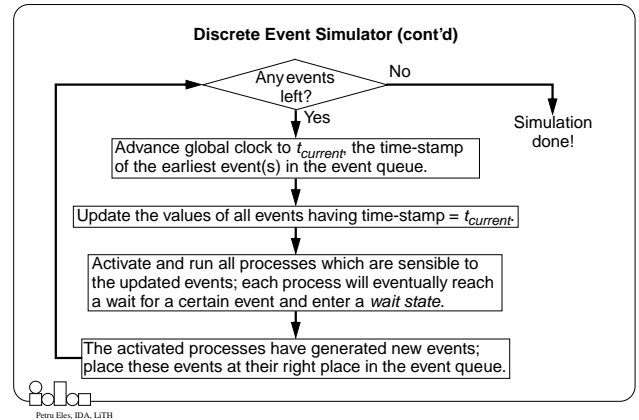 Discrete Event Simulator (cont’d)
Any events
left?
No
Yes
Simulation
done!
Advance global clock to tcurrent, the time-stamp
of the earliest event(s) in the event queue.
Update the values of all events having time-stamp = tcurrent.
Activate and run all processes which are sensible to
the updated events; each process will eventually reach
a wait for a certain event and enter a wait state.
The activated processes have generated new events;
place these events at their right place in the event queue.
Petru Eles, IDA, LiTH